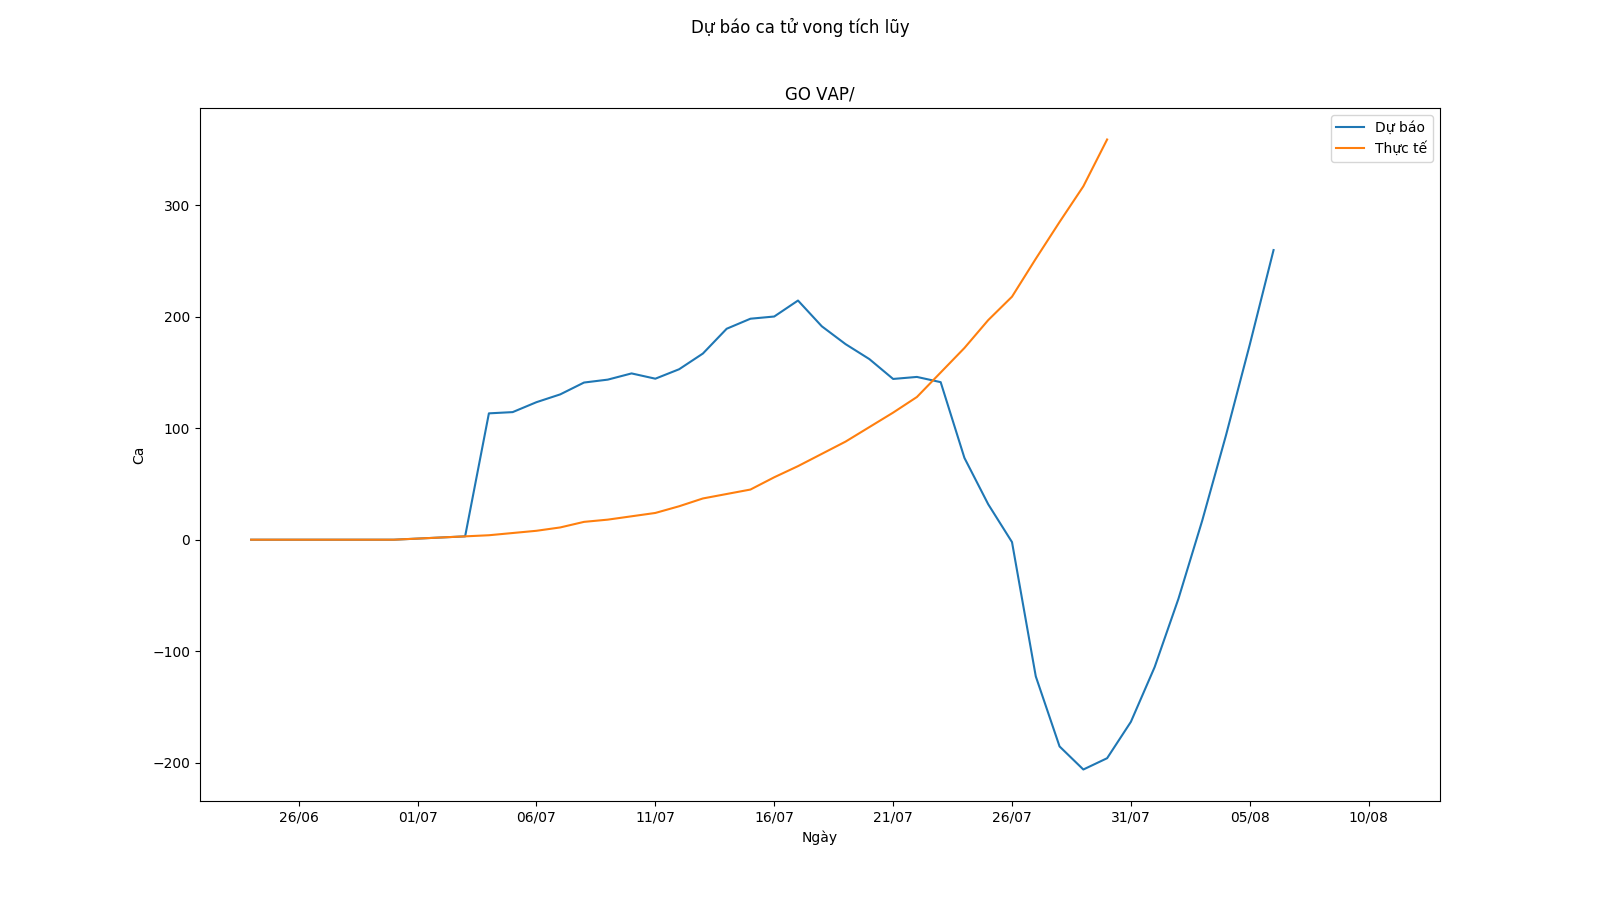 Dự báo ca tử vong tích lũy
GO VAP/
Dự báo
Thực tế
300
200
100
0
−100
−200
Ca
26/06 01/07 06/07 11/07 16/07 21/07 26/07 31/07 05/08 10/08
Ngày